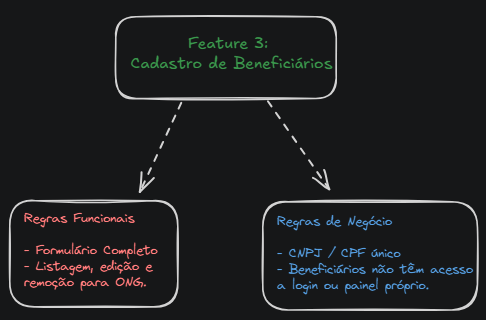 Feature 3:
Cadastro de Beneficiários
Regras Funcionais
- Formulário Completo
- Listagem, edição e
remoção para ONG.
Regras de Negócio
- CNPJ / CPF único
- Beneficiários não têm acesso
a login ou painel próprio.